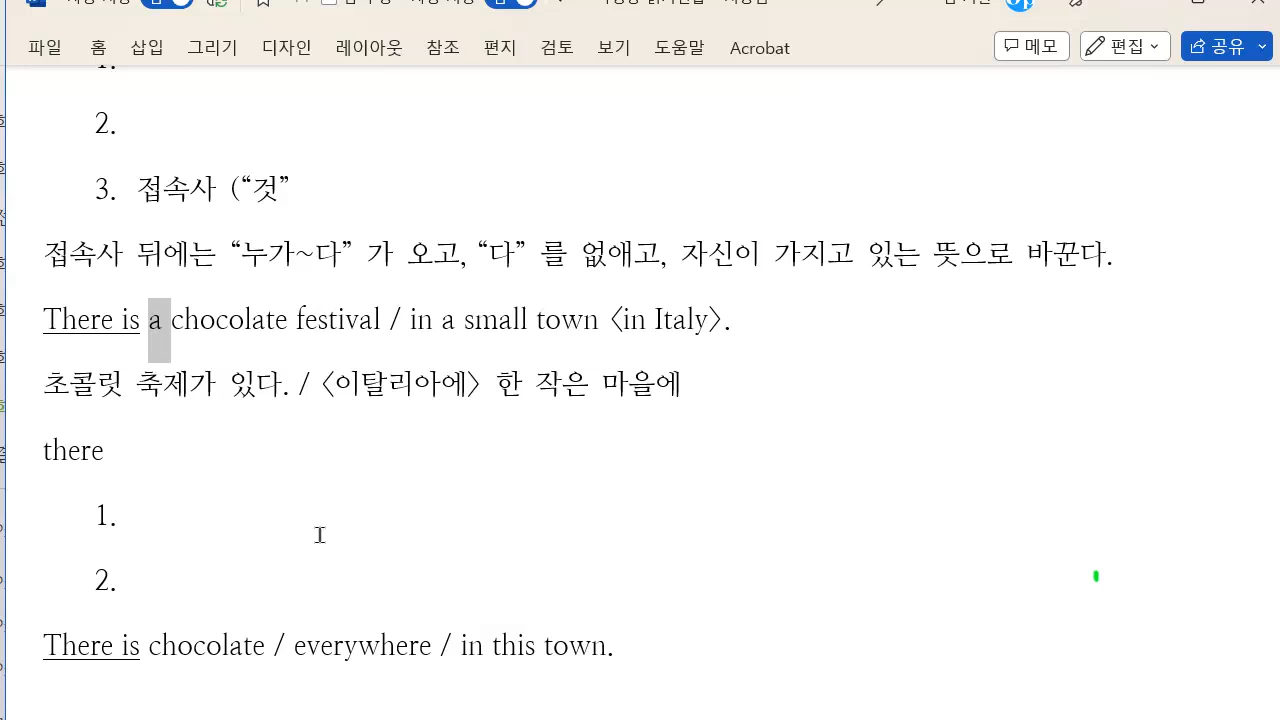 파일 홈 삽입 그리기 디자인 레이아웃 참조 편지 검토 보기 도움말 Acrobat 메모 편집 공유
1.
2.
3. 접속사 (“것”
접속사 뒤에는 “누가~다” 가 오고, “다” 를 없애고, 자신이 가지고 있는 뜻으로 바꾼다.
There is a chocolate festival / in a small town 〈in Italy〉.
초콜릿 축제가 있다. / 〈이탈리아에〉 한 작은 마을에
there
1.
2.
There is chocolate / everywhere / in this town.